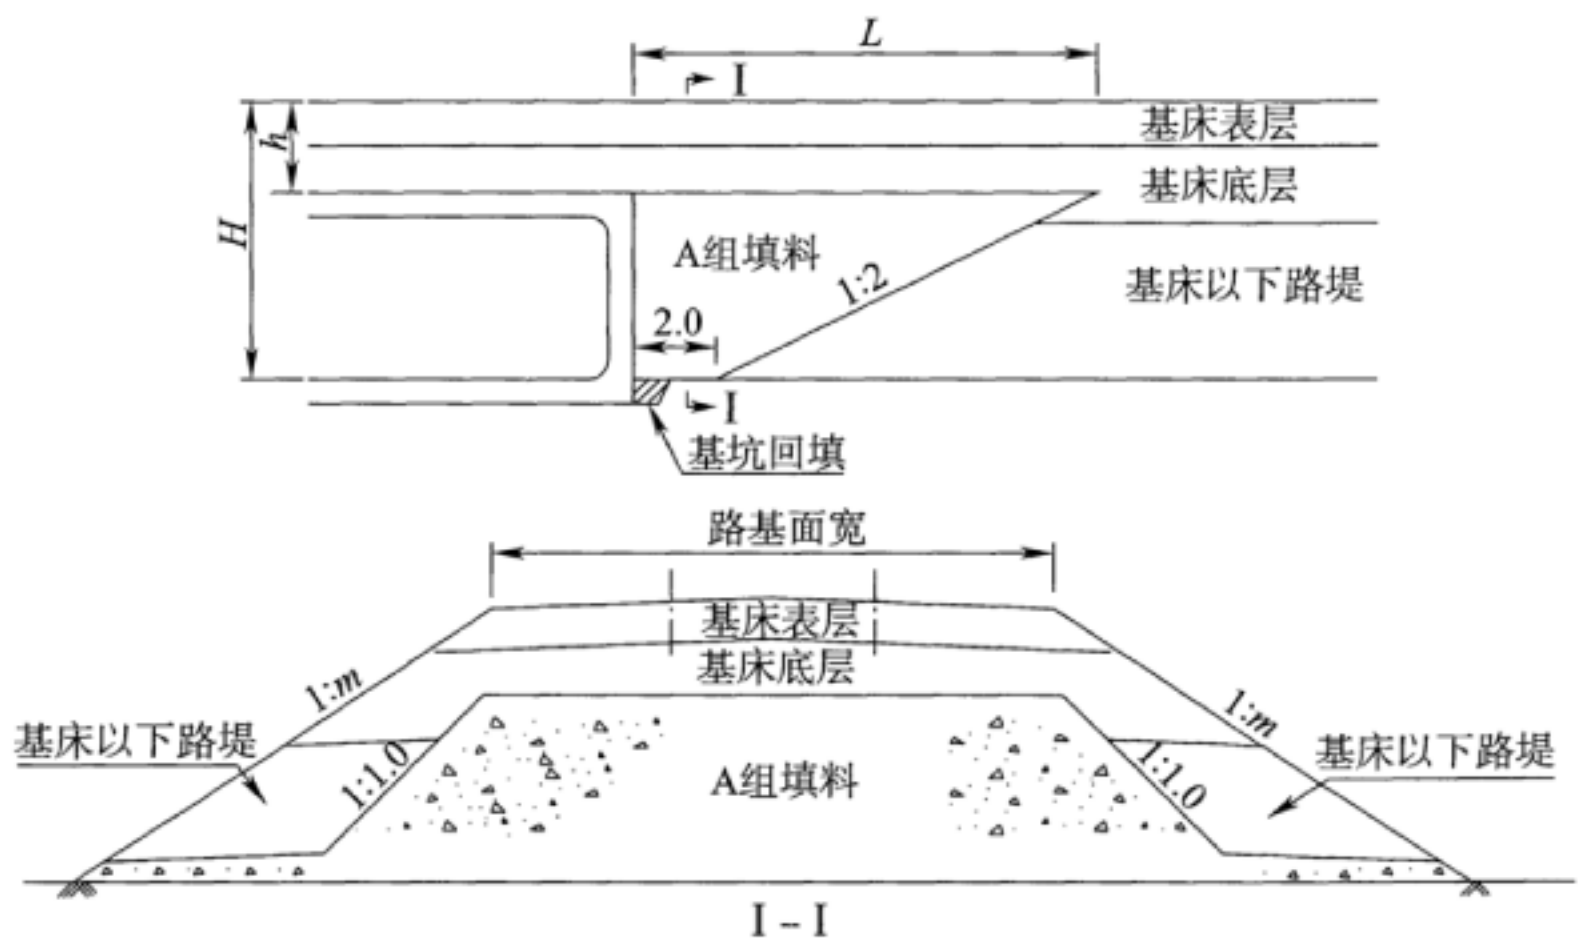 L
I
基床表层
h
基床底层
H
A组填料
1:2
基床以下路堤
2.0
I
基坑回填
路基面宽
基床表层
基床底层
1:m
1:m
基床以下路堤
1:1.0
A组填料
1:1.0
基床以下路堤
I－I